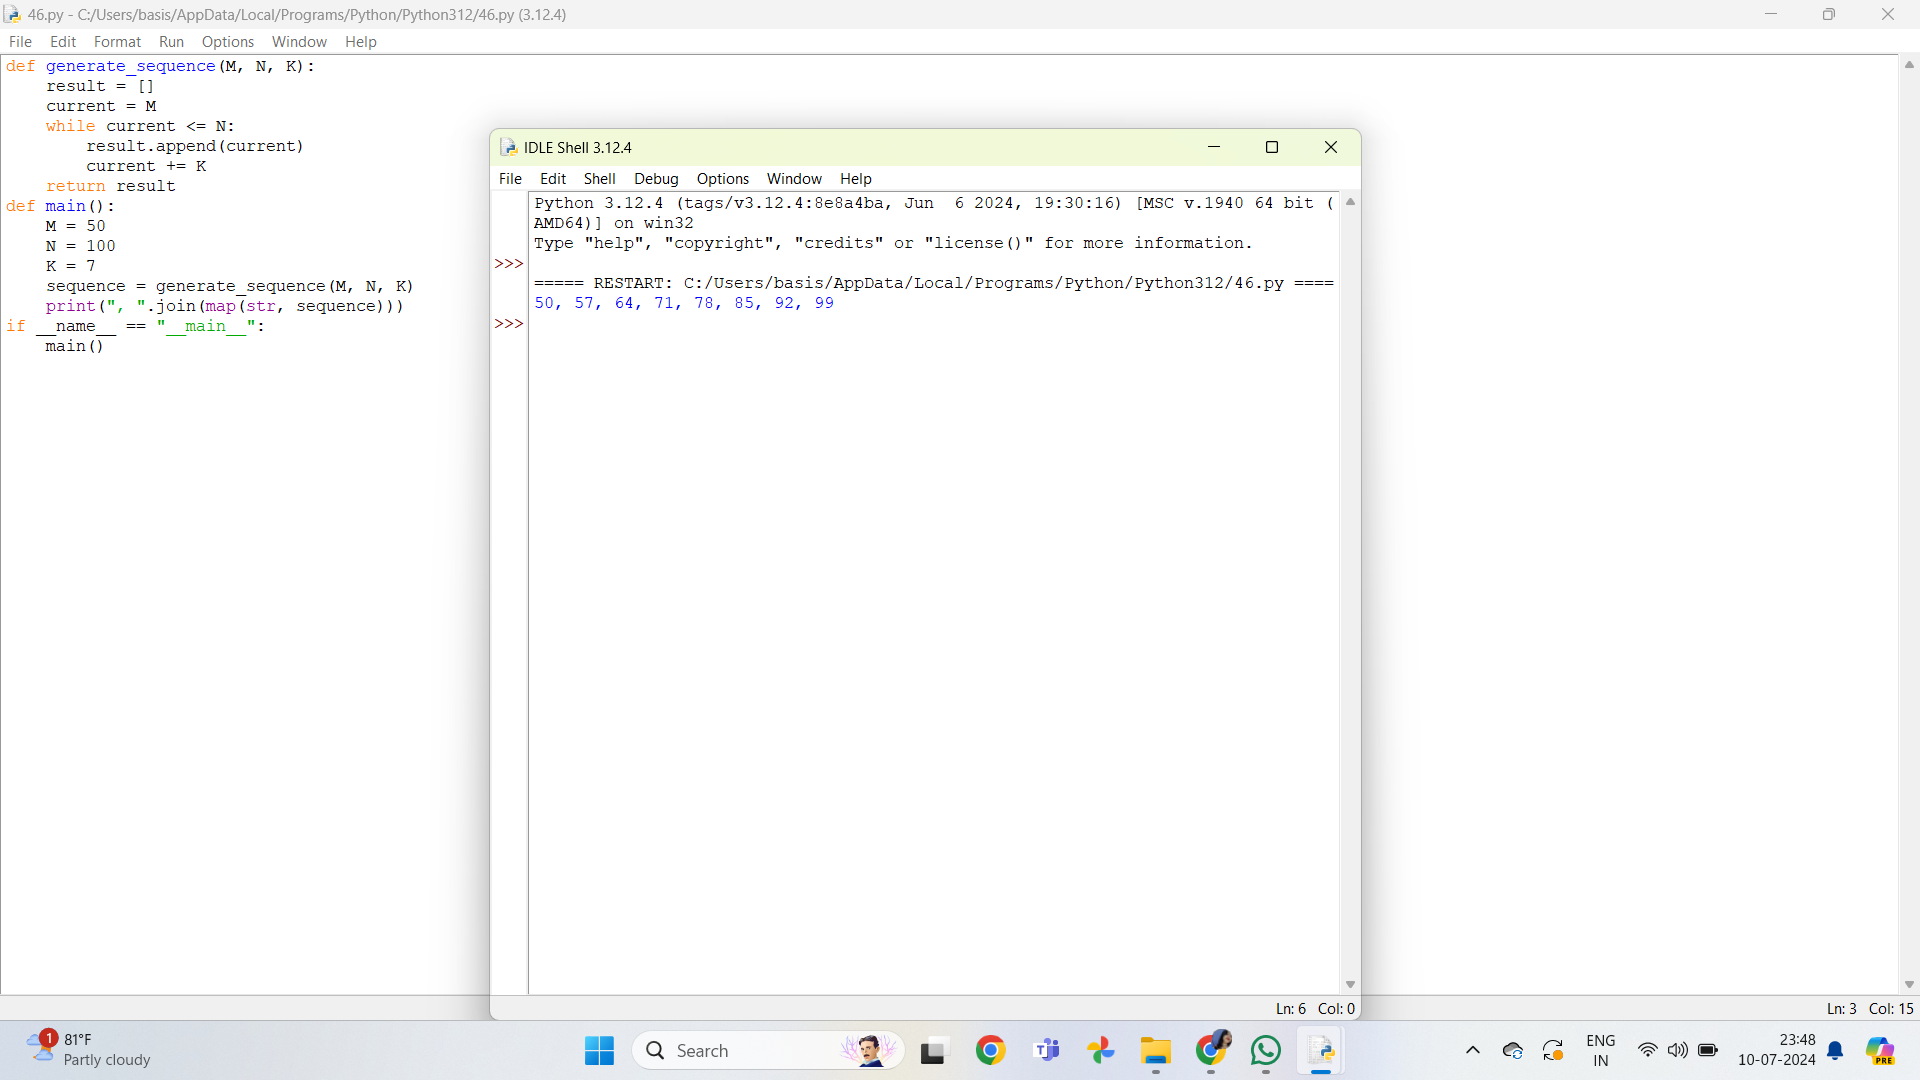 46.py - C:/Users/basis/AppData/Local/Programs/Python/Python312/46.py (3.12.4)
File Edit Format Run Options Window Help
def generate_sequence(M, N, K):
    result = []
    current = M
    while current <= N:
        result.append(current)
        current += K
    return result
def main():
    M = 50
    N = 100
    K = 7
    sequence = generate_sequence(M, N, K)
    print(", ".join(map(str, sequence)))
if __name__ == "__main__":
    main()
IDLE Shell 3.12.4
File Edit Shell Debug Options Window Help
Python 3.12.4 (tags/v3.12.4:8e8a4ba, Jun  6 2024, 19:30:16) [MSC v.1940 64 bit (
AMD64)] on win32
Type "help", "copyright", "credits" or "license()" for more information.
>>>
===== RESTART: C:/Users/basis/AppData/Local/Programs/Python/Python312/46.py ====
50, 57, 64, 71, 78, 85, 92, 99
>>>
Ln: 6 Col: 0
Ln: 3 Col: 15
1
81°F
Partly cloudy
Search
ENG
IN
23:48
10-07-2024
PRE